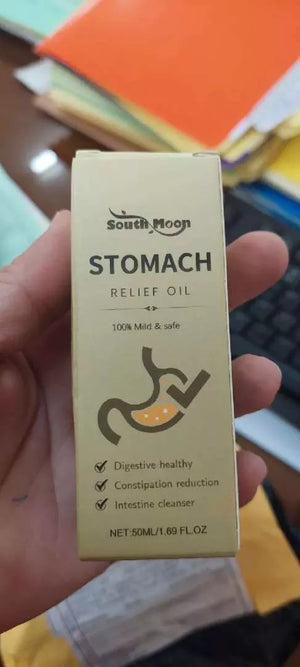 South Moon
STOMACH
RELIEF OIL
100% Mild & safe
Digestive healthy
Constipation reduction
Intestine cleanser
NET:50ML/1.69 FL.OZ